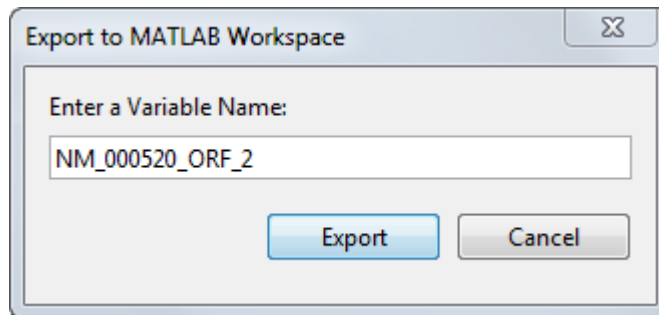 Export to MATLAB Workspace
Enter a Variable Name:
NM_000520_ORF_2
Export Cancel